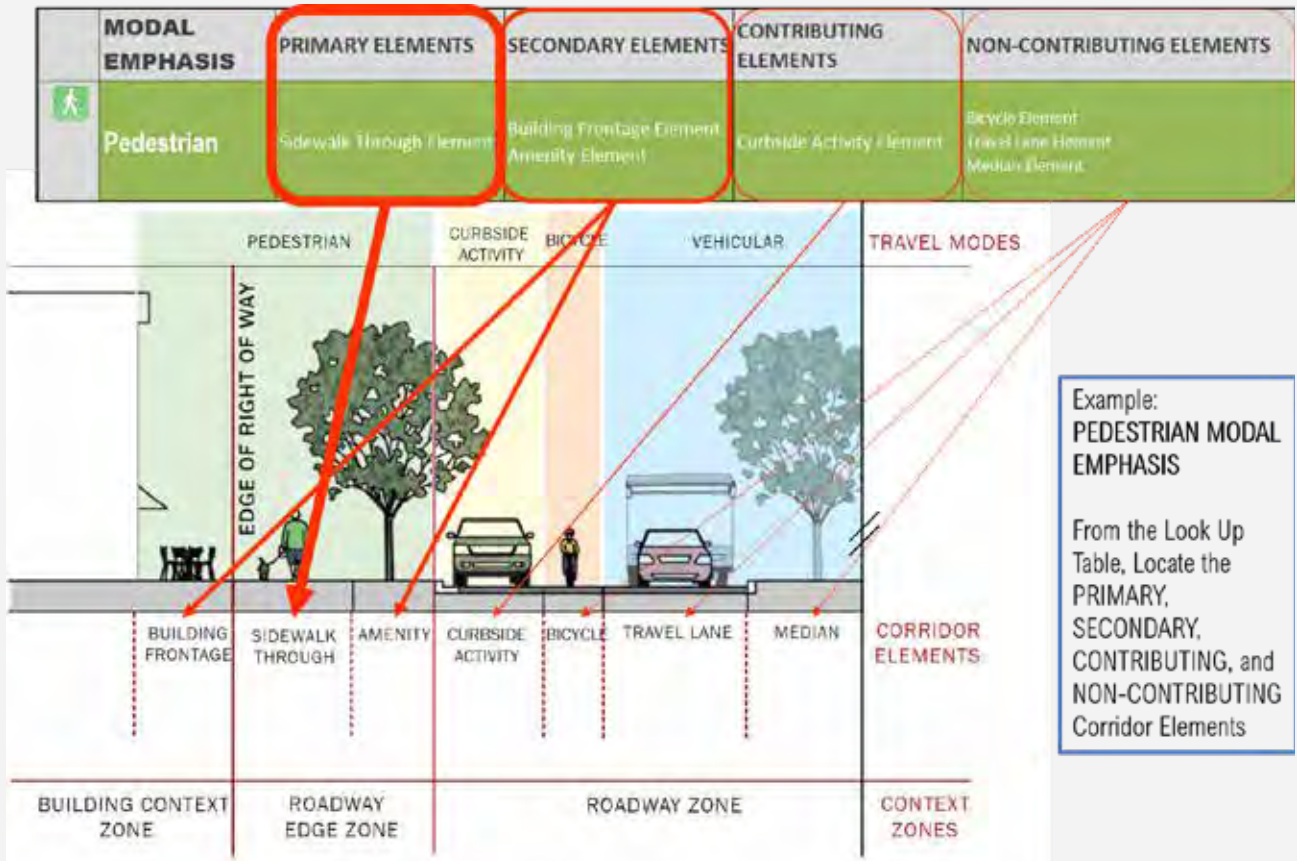 MODAL
EMPHASIS
PRIMARY ELEMENTS
SECONDARY ELEMENTS
CONTRIBUTING
ELEMENTS
NON-CONTRIBUTING ELEMENTS
Pedestrian
Sidewalk Through Element
Building Frontage Element
Amenity Element
Curbside Activity Element
Bicycle Element
Travel Lane Element
Median Element
PEDESTRIAN
CURBSIDE
ACTIVITY
BICYCLE
VEHICULAR
TRAVEL MODES
EDGE OF RIGHT OF WAY
BUILDING
FRONTAGE
SIDEWALK
THROUGH
AMENITY
CURBSIDE
ACTIVITY
BICYCLE
TRAVEL LANE
MEDIAN
CORRIDOR
ELEMENTS
BUILDING CONTEXT
ZONE
ROADWAY
EDGE ZONE
ROADWAY ZONE
CONTEXT
ZONES
Example:
PEDESTRIAN MODAL
EMPHASIS
From the Look Up
Table, Locate the
PRIMARY,
SECONDARY,
CONTRIBUTING, and
NON-CONTRIBUTING
Corridor Elements